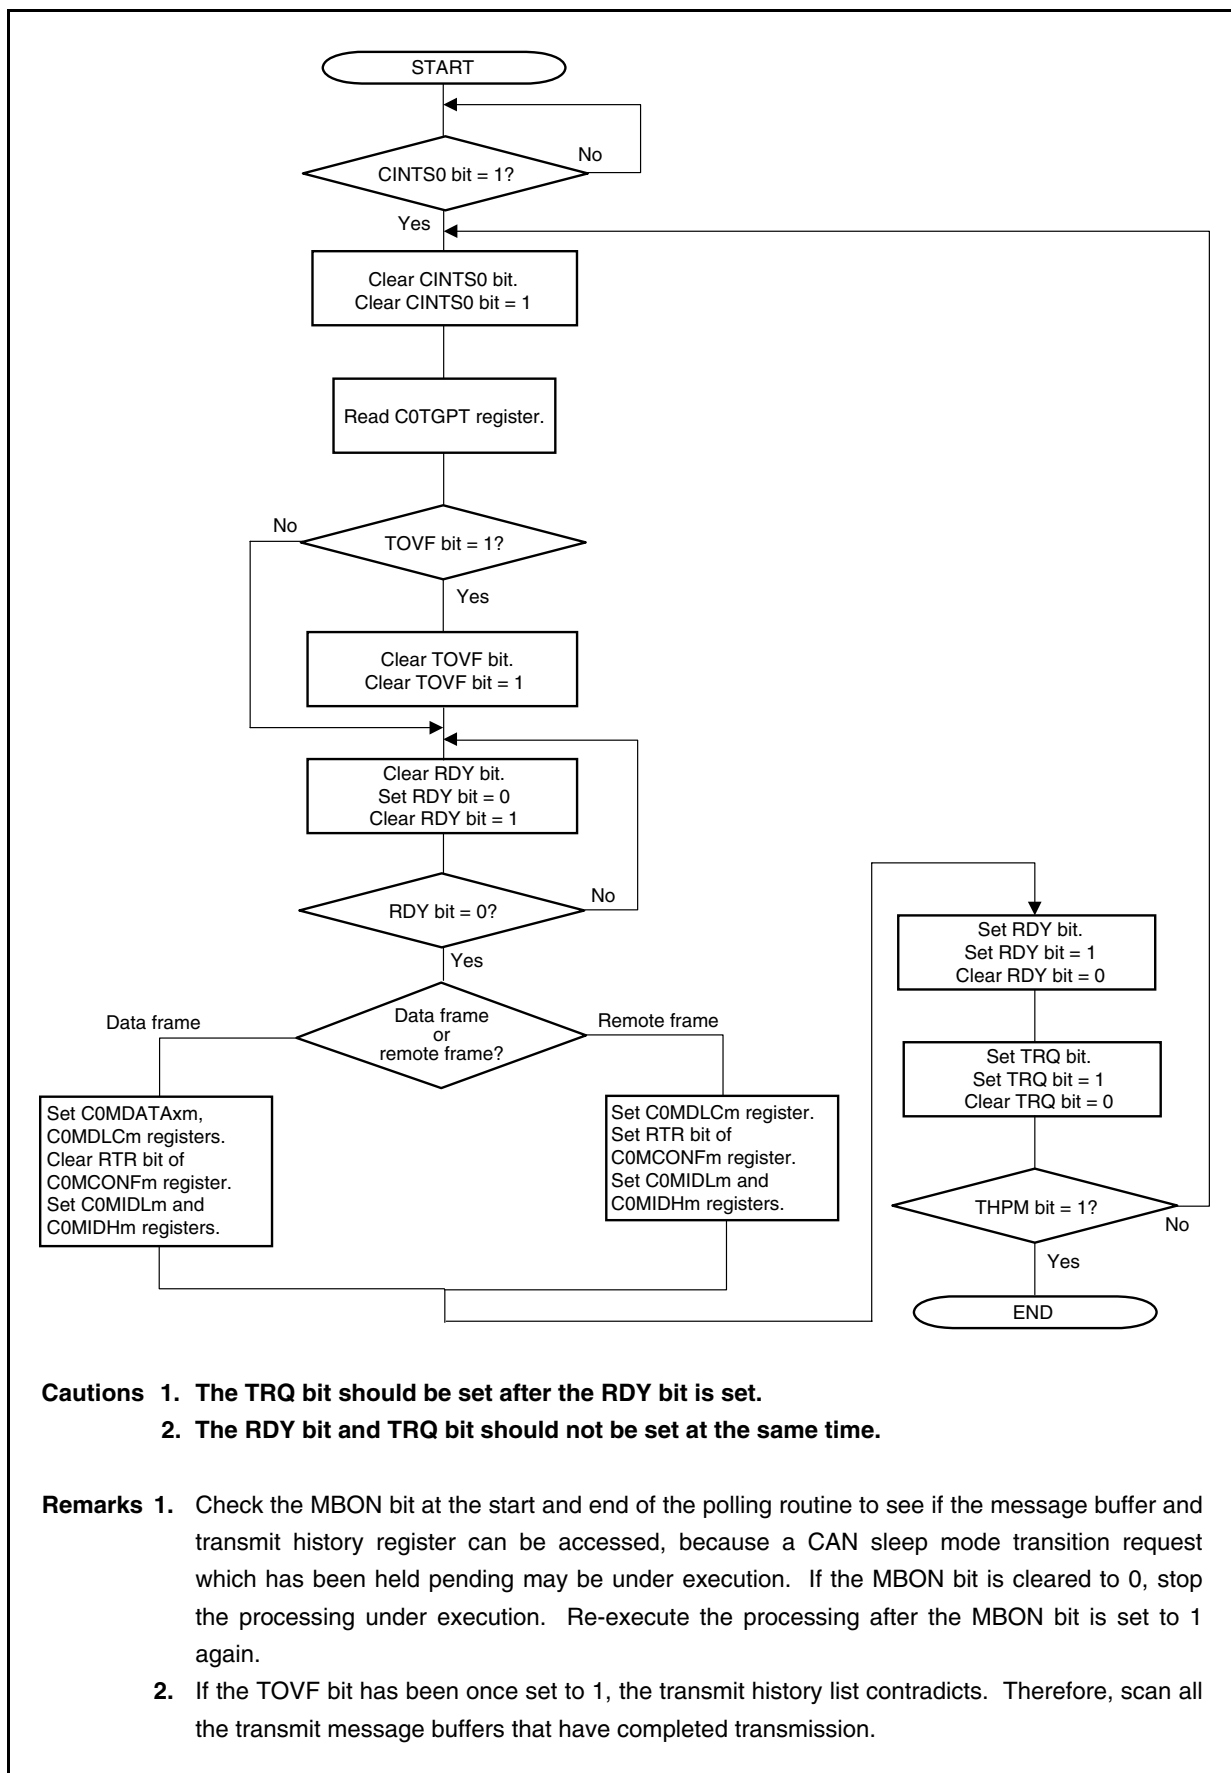 START
No
CINTS0 bit = 1?
Yes
Clear CINTS0 bit.
Clear CINTS0 bit = 1
Read C0TGPT register.
No
TOVF bit = 1?
Yes
Clear TOVF bit.
Clear TOVF bit = 1
Clear RDY bit.
Set RDY bit = 0
Clear RDY bit = 1
No
RDY bit = 0?
Yes
Data frame
Data frame
or
remote frame?
Remote frame
Set C0MDATAxm,
C0MDLCm registers.
Clear RTR bit of
C0MCONFm register.
Set C0MIDLm and
C0MIDHm registers.
Set C0MDLCm register.
Set RTR bit of
C0MCONFm register.
Set C0MIDLm and
C0MIDHm registers.
Set RDY bit.
Set RDY bit = 1
Clear RDY bit = 0
Set TRQ bit.
Set TRQ bit = 1
Clear TRQ bit = 0
THPM bit = 1?
No
Yes
END
Cautions 1. The TRQ bit should be set after the RDY bit is set.
2. The RDY bit and TRQ bit should not be set at the same time.
Remarks 1. Check the MBON bit at the start and end of the polling routine to see if the message buffer and
transmit history register can be accessed, because a CAN sleep mode transition request
which has been held pending may be under execution. If the MBON bit is cleared to 0, stop
the processing under execution. Re-execute the processing after the MBON bit is set to 1
again.
2. If the TOVF bit has been once set to 1, the transmit history list contradicts. Therefore, scan all
the transmit message buffers that have completed transmission.